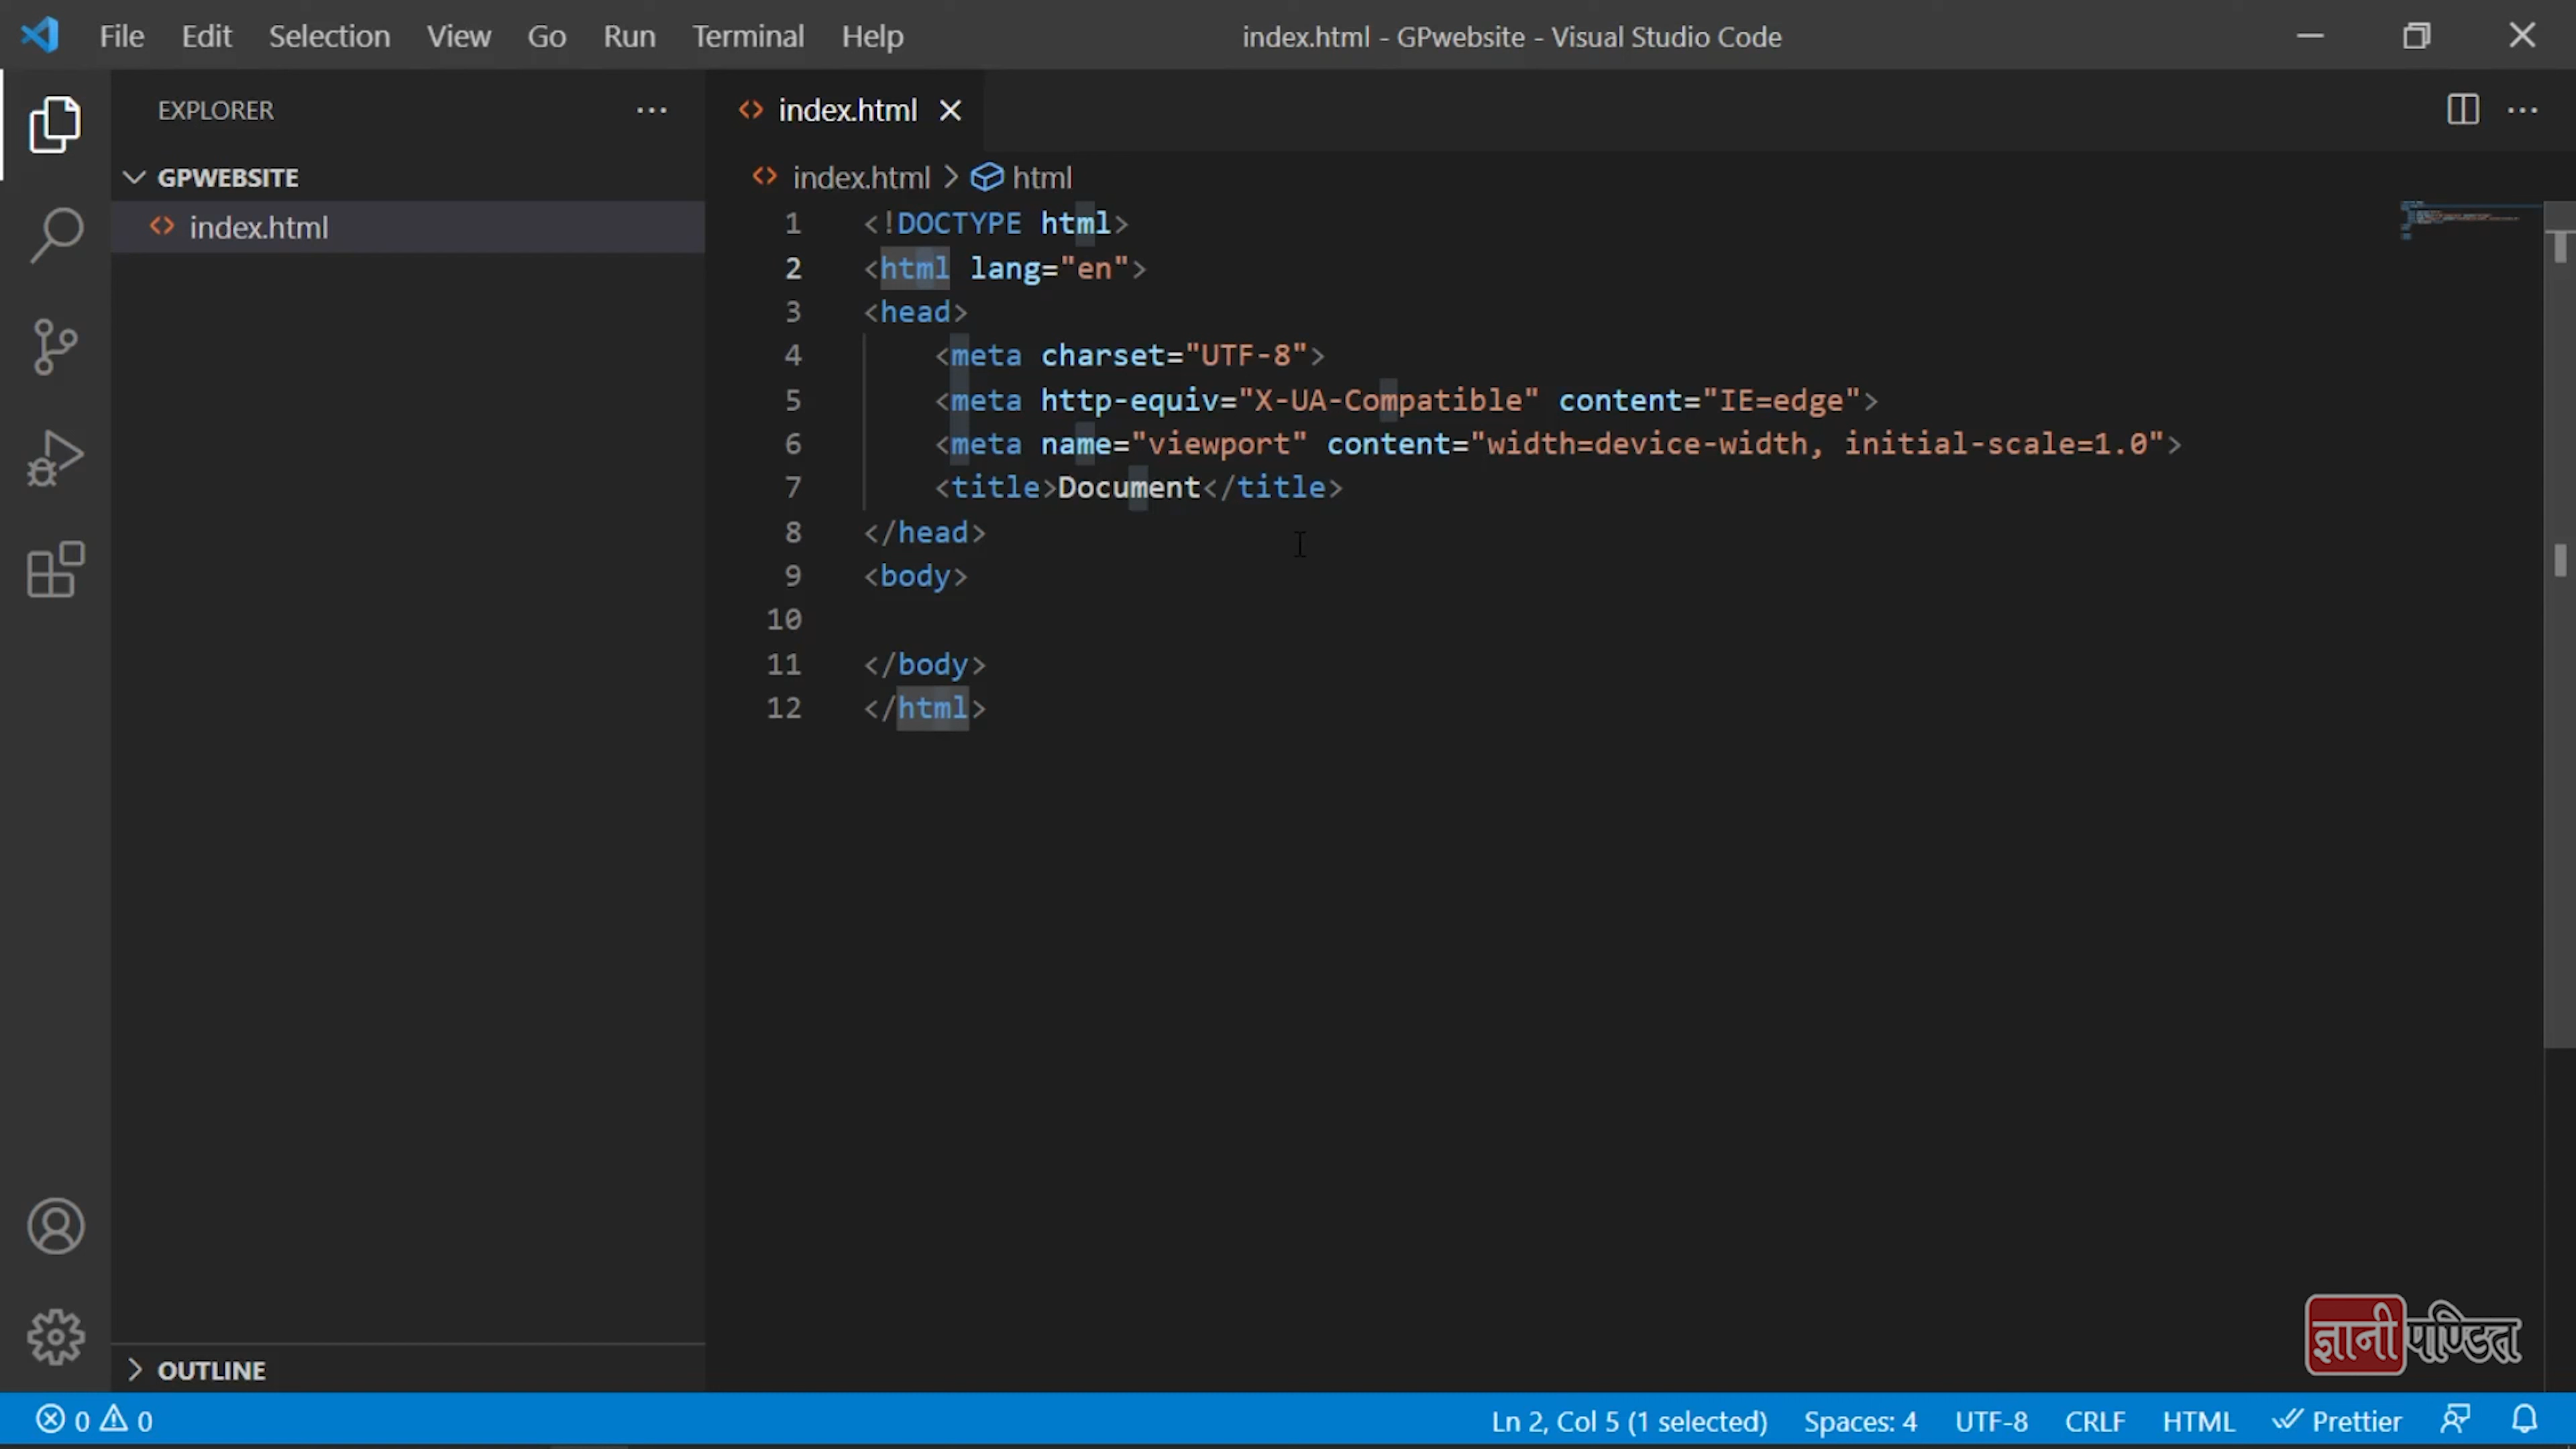 File Edit Selection View Go Run Terminal Help index.html - GPwebsite - Visual Studio Code
EXPLORER
GPWEBSITE
index.html
OUTLINE
index.html
index.html > html
1 <!DOCTYPE html>
2 <html lang="en">
3 <head>
4 <meta charset="UTF-8">
5 <meta http-equiv="X-UA-Compatible" content="IE=edge">
6 <meta name="viewport" content="width=device-width, initial-scale=1.0">
7 <title>Document</title>
8 </head>
9 <body>
10
11 </body>
12 </html>
ज्ञानी पण्डित
0 0 Ln 2, Col 5 (1 selected) Spaces: 4 UTF-8 CRLF HTML Prettier